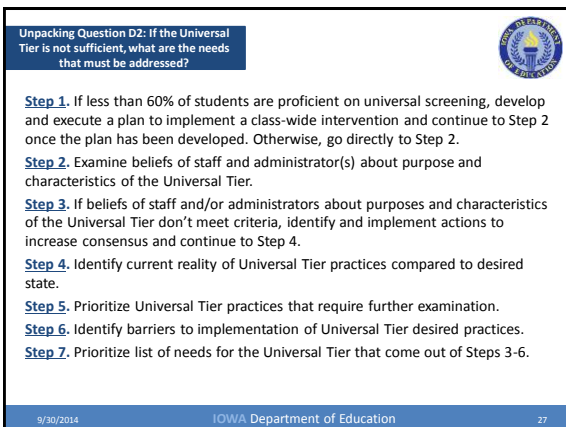 Unpacking Question D2: If the Universal
Tier is not sufficient, what are the needs
that must be addressed?
IOWA DEPARTMENT
OF EDUCATION
Step 1. If less than 60% of students are proficient on universal screening, develop
and execute a plan to implement a class-wide intervention and continue to Step 2
once the plan has been developed. Otherwise, go directly to Step 2.
Step 2. Examine beliefs of staff and administrator(s) about purpose and
characteristics of the Universal Tier.
Step 3. If beliefs of staff and/or administrators about purposes and characteristics
of the Universal Tier don't meet criteria, identify and implement actions to
increase consensus and continue to Step 4.
Step 4. Identify current reality of Universal Tier practices compared to desired
state.
Step 5. Prioritize Universal Tier practices that require further examination.
Step 6. Identify barriers to implementation of Universal Tier desired practices.
Step 7. Prioritize list of needs for the Universal Tier that come out of Steps 3-6.
9/30/2014 IOWA Department of Education 27